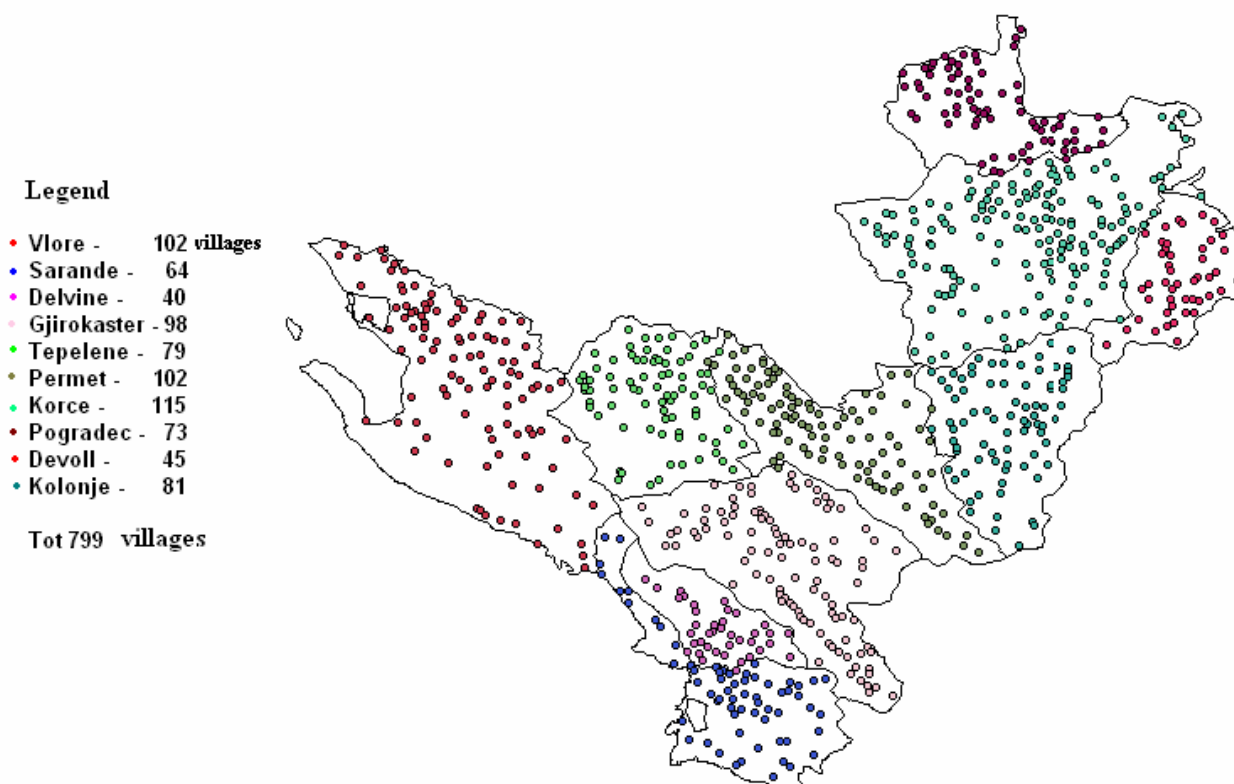 Legend
Vlore - 102 villages
Sarande - 64
Delvine - 40
Gjirokaster - 98
Tepelene - 79
Permet - 102
Korce - 115
Pogradec - 73
Devoll - 45
Kolonje - 81
Tot 799 villages